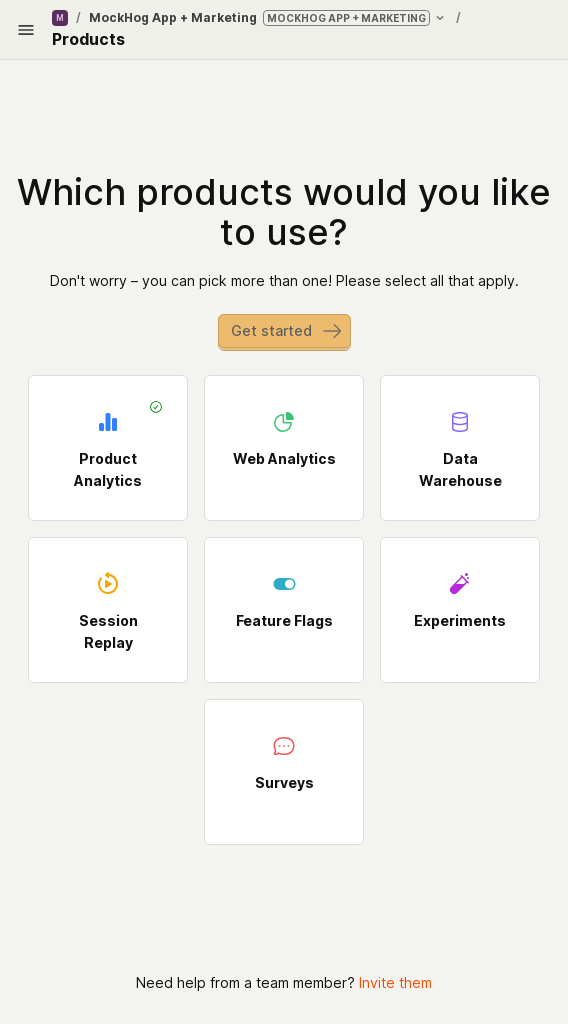 M / MockHog App + Marketing MOCKHOG APP + MARKETING /
Products
Which products would you like
to use?
Don't worry – you can pick more than one! Please select all that apply.
Get started
Product
Analytics
Web Analytics
Data
Warehouse
Session
Replay
Feature Flags
Experiments
Surveys
Need help from a team member? Invite them